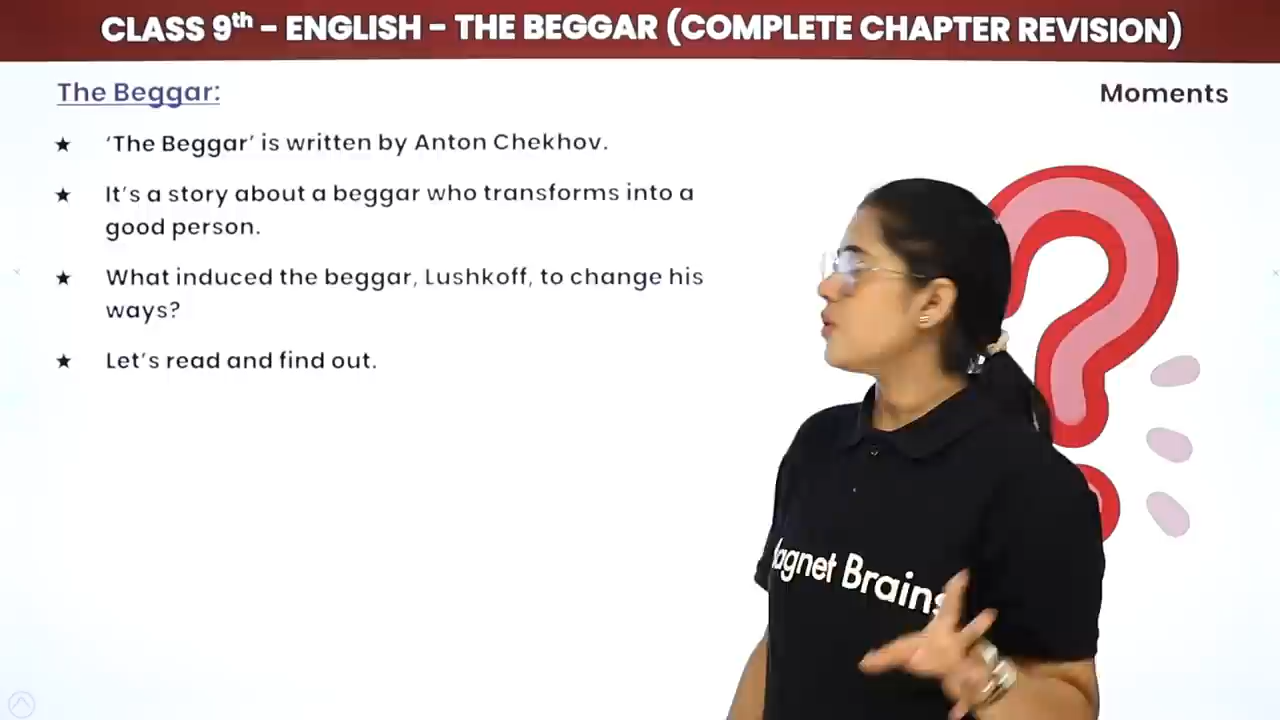 CLASS 9th - ENGLISH - THE BEGGAR (COMPLETE CHAPTER REVISION)
The Beggar:
Moments
★ ‘The Beggar’ is written by Anton Chekhov.
★ It’s a story about a beggar who transforms into a
good person.
★ What induced the beggar, Lushkoff, to change his
ways?
★ Let’s read and find out.
agnet Brains